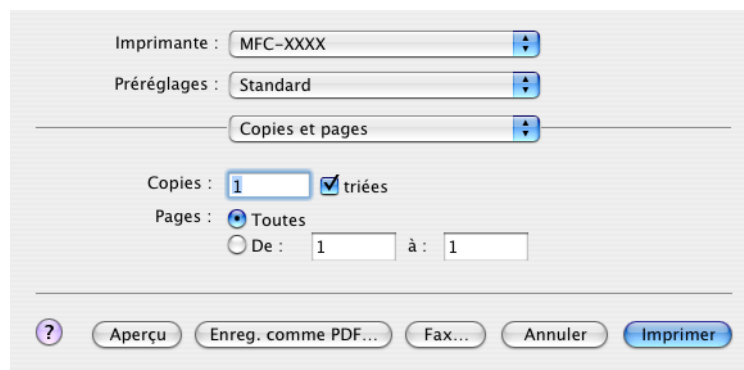 Imprimante : MFC-XXXX
Préréglages : Standard
Copies et pages
Copies : 1 triées
Pages : Toutes
De : 1 à : 1
? Aperçu Enreg. comme PDF... Fax... Annuler Imprimer